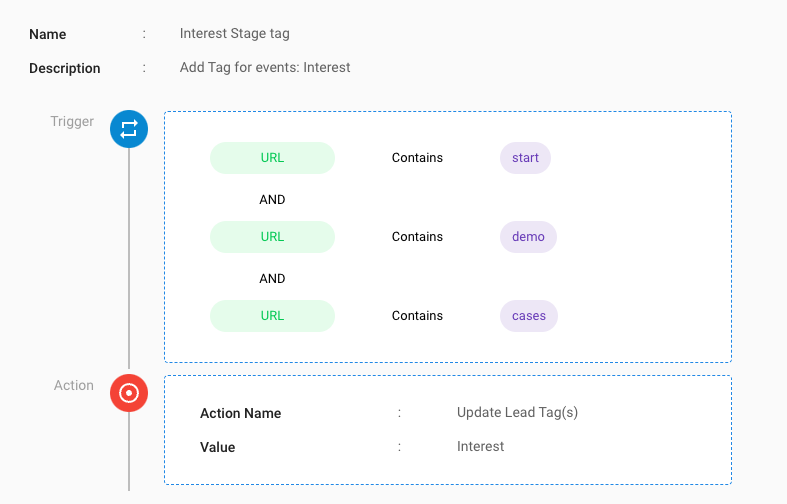 Name : Interest Stage tag
Description : Add Tag for events: Interest
Trigger
URL Contains start
AND
URL Contains demo
AND
URL Contains cases
Action
Action Name : Update Lead Tag(s)
Value : Interest